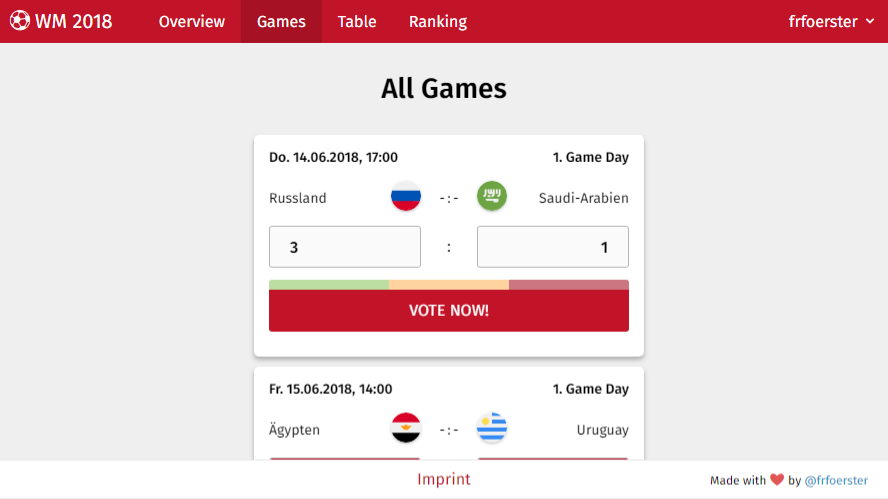 WM 2018 Overview Games Table Ranking frfoerster
All Games
Do. 14.06.2018, 17:00 1. Game Day
Russland - : - Saudi-Arabien
3 : 1
VOTE NOW!
Fr. 15.06.2018, 14:00 1. Game Day
Ägypten - : - Uruguay
Imprint Made with ❤ by @frfoerster